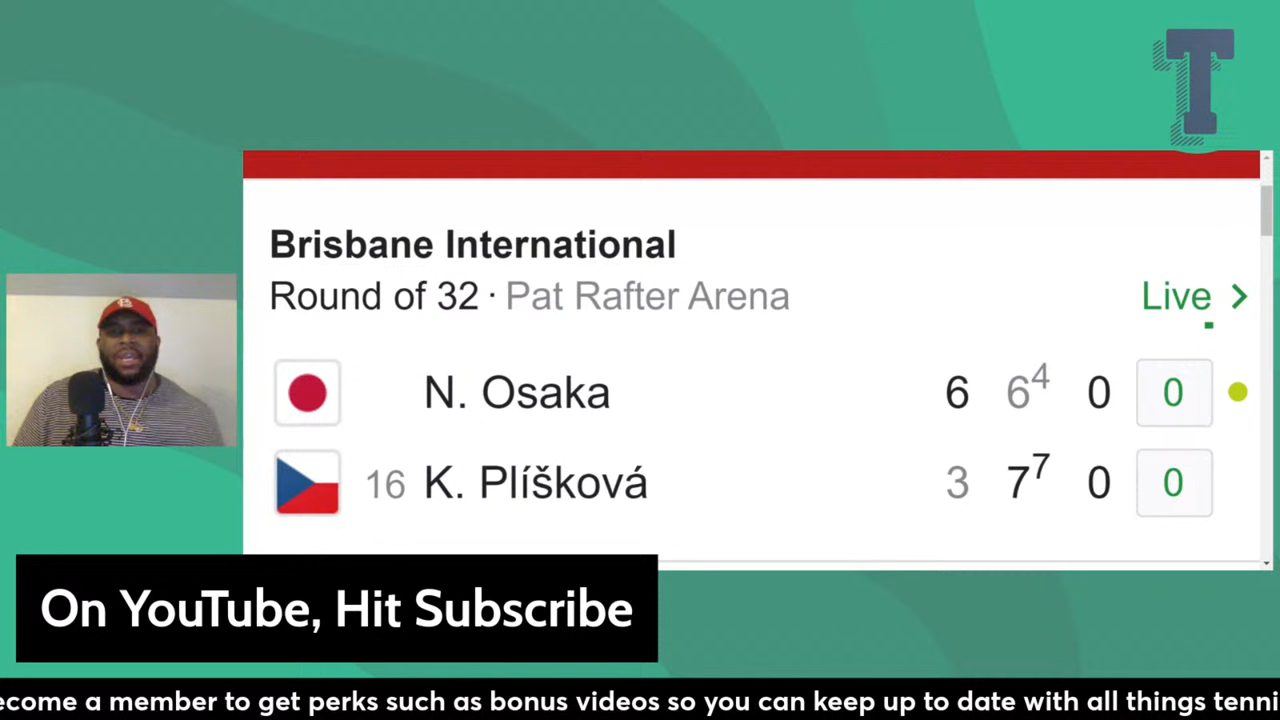 T
Brisbane International
Round of 32 · Pat Rafter Arena Live
N. Osaka 6 6⁴ 0 0
16 K. Plíšková 3 7⁷ 0 0
On YouTube, Hit Subscribe
ecome a member to get perks such as bonus videos so you can keep up to date with all things tenni